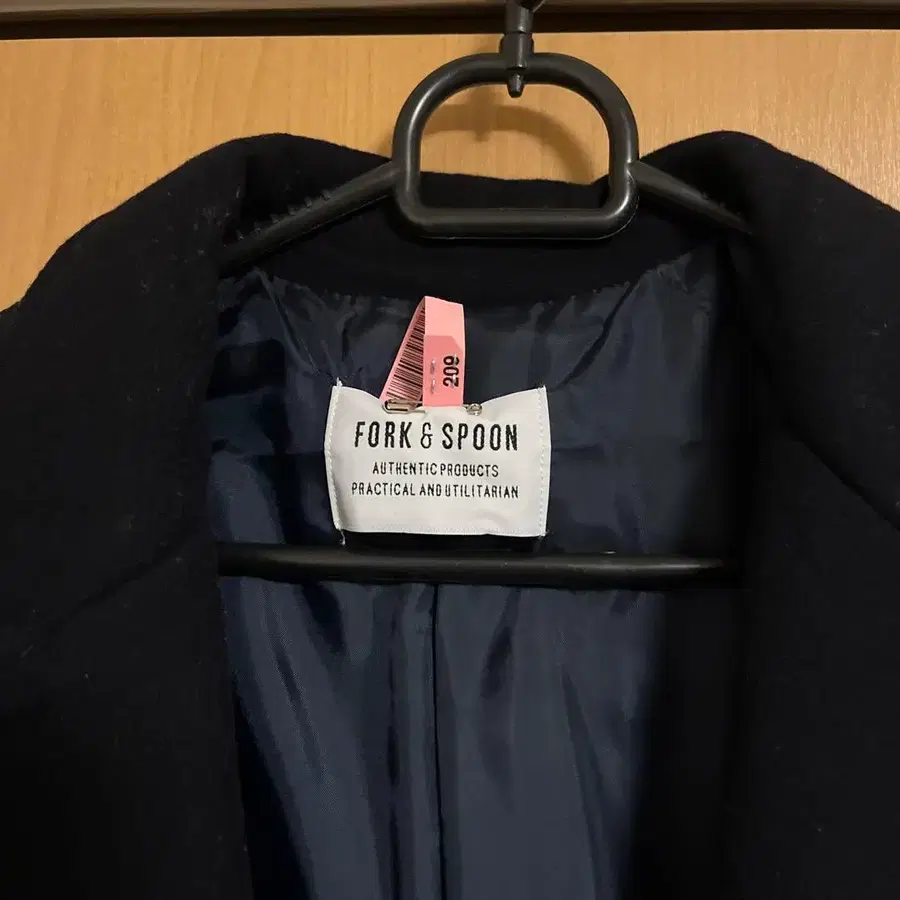 209
FORK & SPOON
AUTHENTIC PRODUCTS
PRACTICAL AND UTILITARIAN